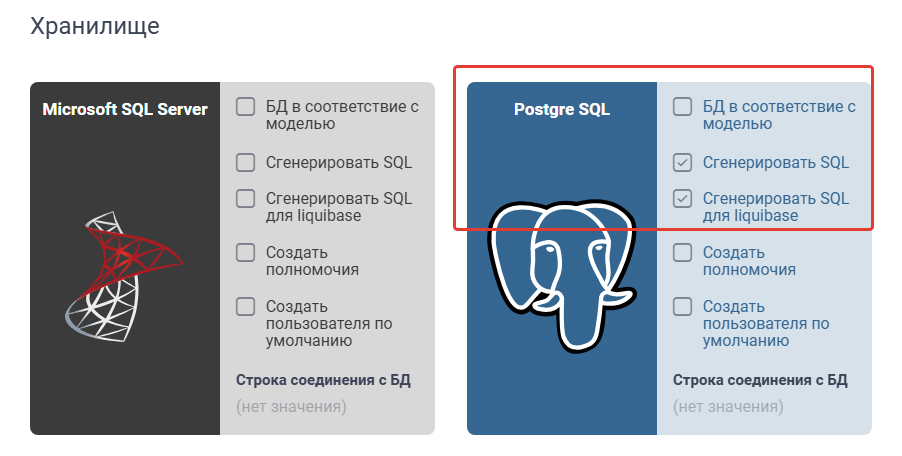 Хранилище
Microsoft SQL Server
БД в соответствие с
моделью
Сгенерировать SQL
Сгенерировать SQL
для liquibase
Создать
полномочия
Создать
пользователя по
умолчанию
Строка соединения с БД
(нет значения)
Postgre SQL
БД в соответствие с
моделью
Сгенерировать SQL
Сгенерировать SQL
для liquibase
Создать
полномочия
Создать
пользователя по
умолчанию
Строка соединения с БД
(нет значения)